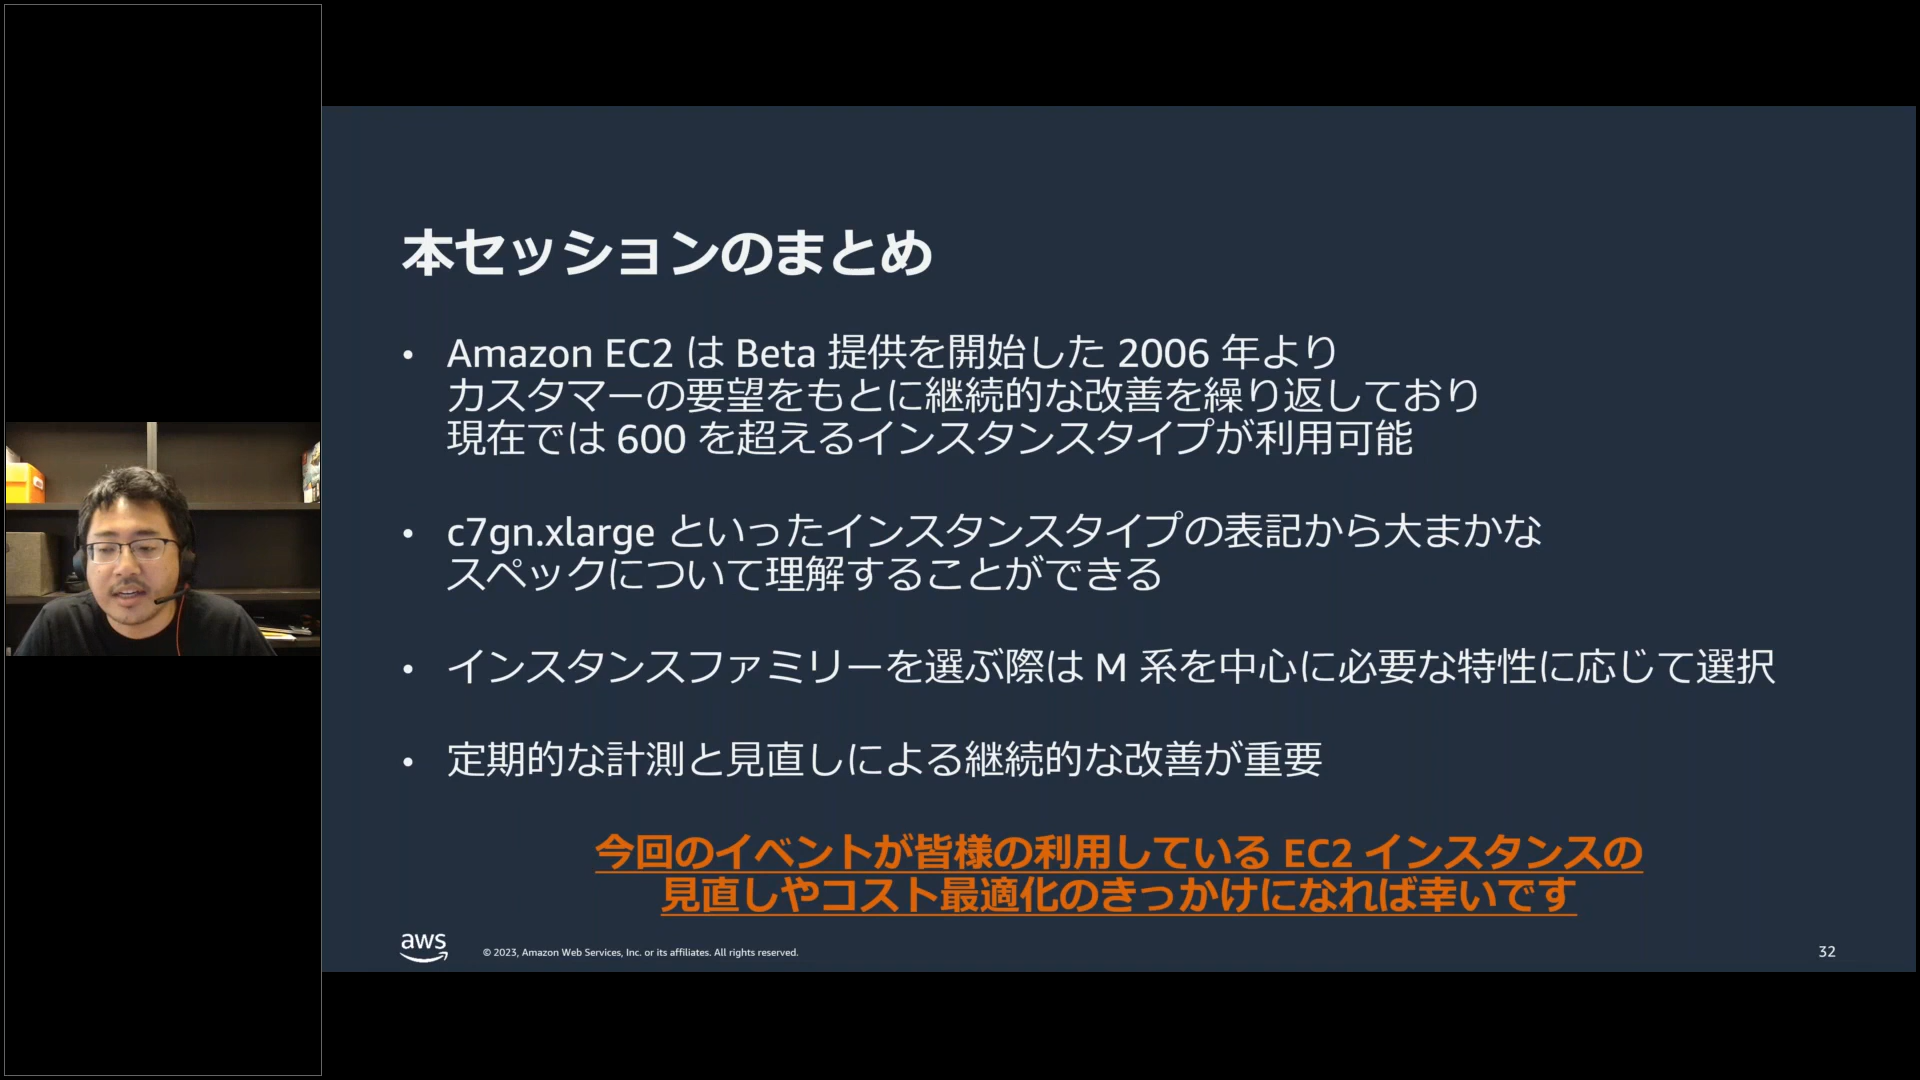 本セッションのまとめ
• Amazon EC2 は Beta 提供を開始した 2006 年より
カスタマーの要望をもとに継続的な改善を繰り返しており
現在では 600 を超えるインスタンスタイプが利用可能
• c7gn.xlarge といったインスタンスタイプの表記から大まかな
スペックについて理解することができる
• インスタンスファミリーを選ぶ際は M 系を中心に必要な特性に応じて選択
• 定期的な計測と見直しによる継続的な改善が重要
今回のイベントが皆様の利用している EC2 インスタンスの
見直しやコスト最適化のきっかけになれば幸いです
aws
© 2023, Amazon Web Services, Inc. or its affiliates. All rights reserved.
32